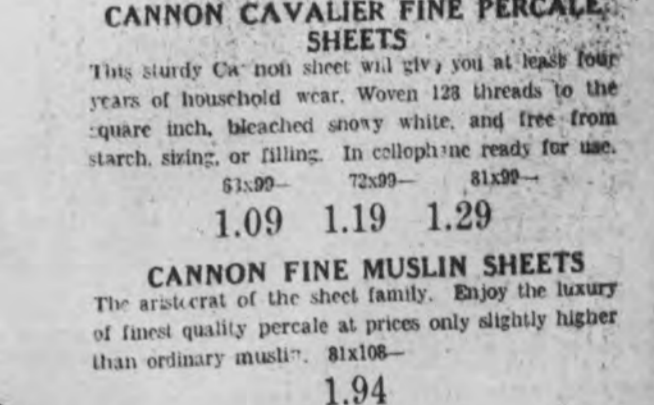 CANNON CAVALIER FINE PERCALE
SHEETS
This sturdy Cannon sheet will give you at least four
years of household wear. Woven 128 threads to the
square inch, bleached snowy white, and free from
starch, sizing, or filling. In cellophane ready for use.
63x99— 72x99— 81x99—
1.09 1.19 1.29
CANNON FINE MUSLIN SHEETS
The aristocrat of the sheet family. Enjoy the luxury
of finest quality percale at prices only slightly higher
than ordinary muslin. 81x108—
1.94